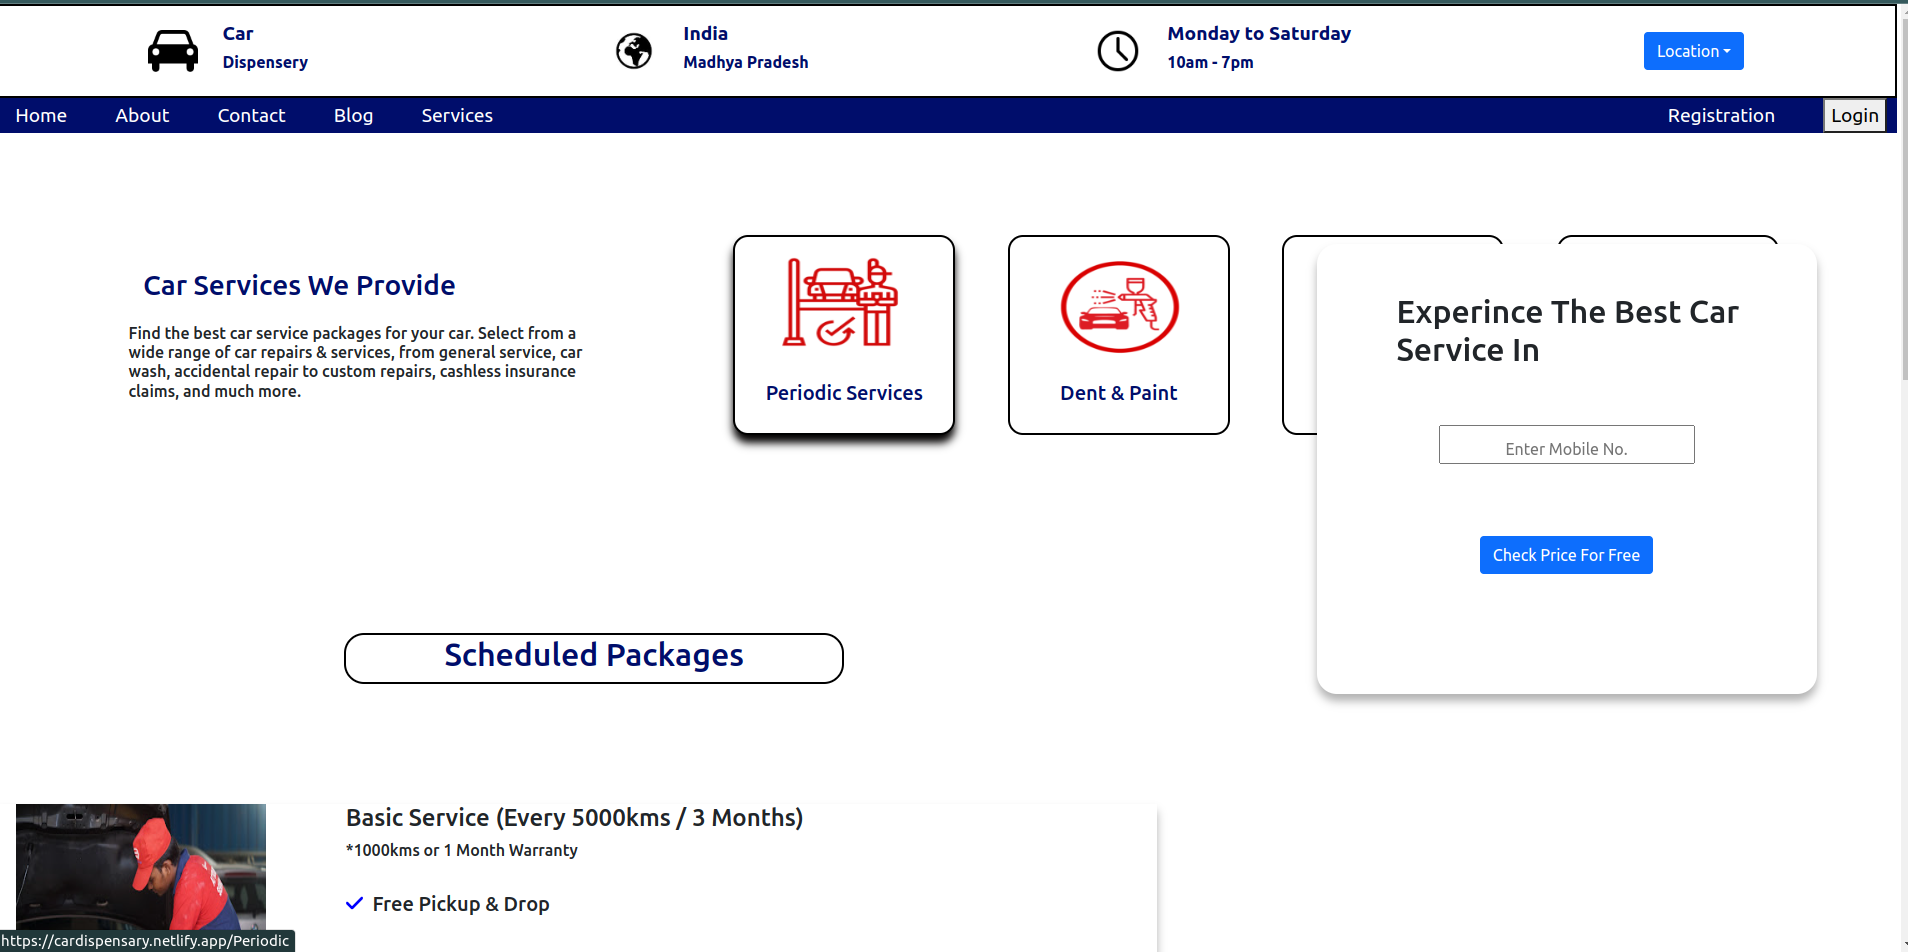 Car
Dispensery
India
Madhya Pradesh
Monday to Saturday
10am - 7pm
Location
Home
About
Contact
Blog
Services
Registration
Login
Car Services We Provide
Find the best car service packages for your car. Select from a
wide range of car repairs & services, from general service, car
wash, accidental repair to custom repairs, cashless insurance
claims, and much more.
Periodic Services
Dent & Paint
Experince The Best Car
Service In
Enter Mobile No.
Check Price For Free
Scheduled Packages
Basic Service (Every 5000kms / 3 Months)
*1000kms or 1 Month Warranty
Free Pickup & Drop
https://cardispensary.netlify.app/Periodic